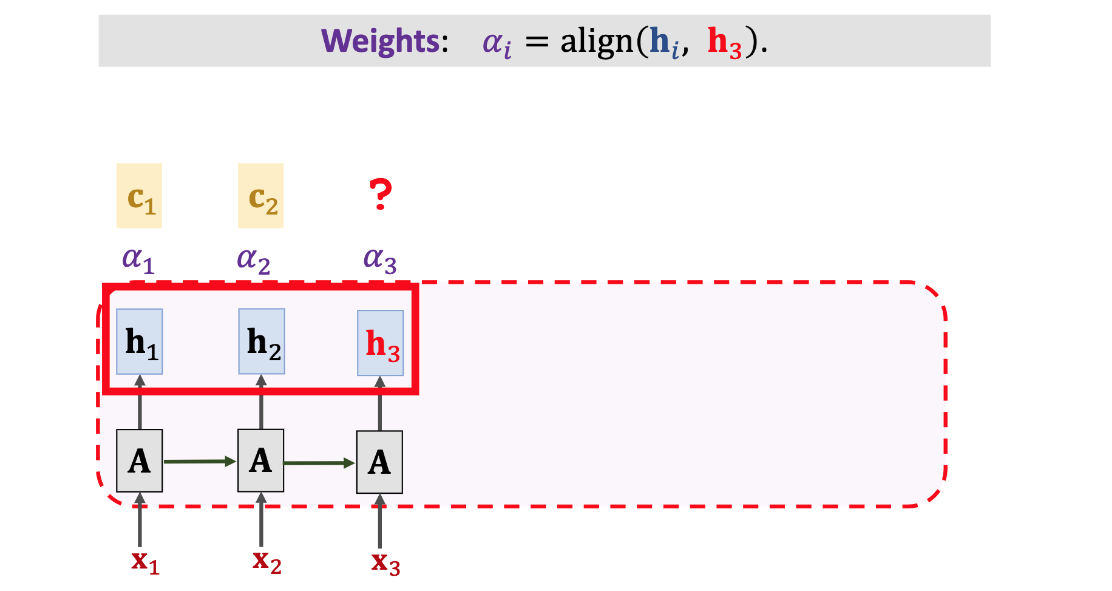 Weights: αᵢ = align(hᵢ, h₃).
c₁ c₂ ?
α₁ α₂ α₃
h₁ h₂ h₃
A A A
x₁ x₂ x₃